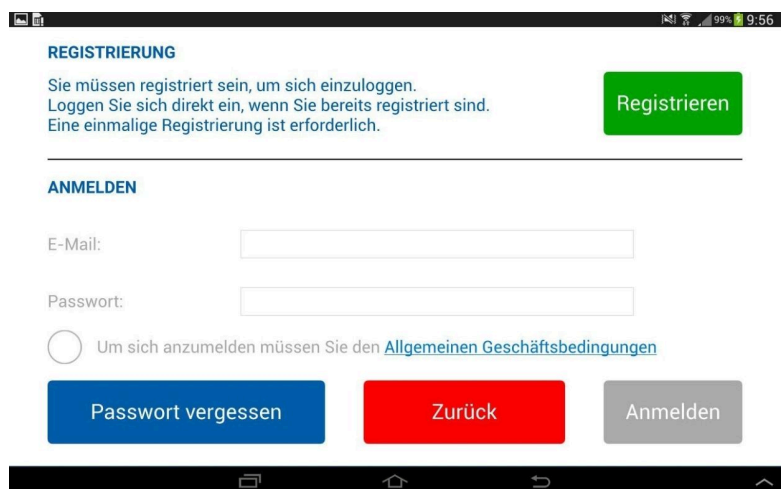 99% 9:56
REGISTRIERUNG
Sie müssen registriert sein, um sich einzuloggen.
Loggen Sie sich direkt ein, wenn Sie bereits registriert sind.
Eine einmalige Registrierung ist erforderlich.
Registrieren
ANMELDEN
E-Mail:
Passwort:
Um sich anzumelden müssen Sie den Allgemeinen Geschäftsbedingungen
Passwort vergessen Zurück Anmelden